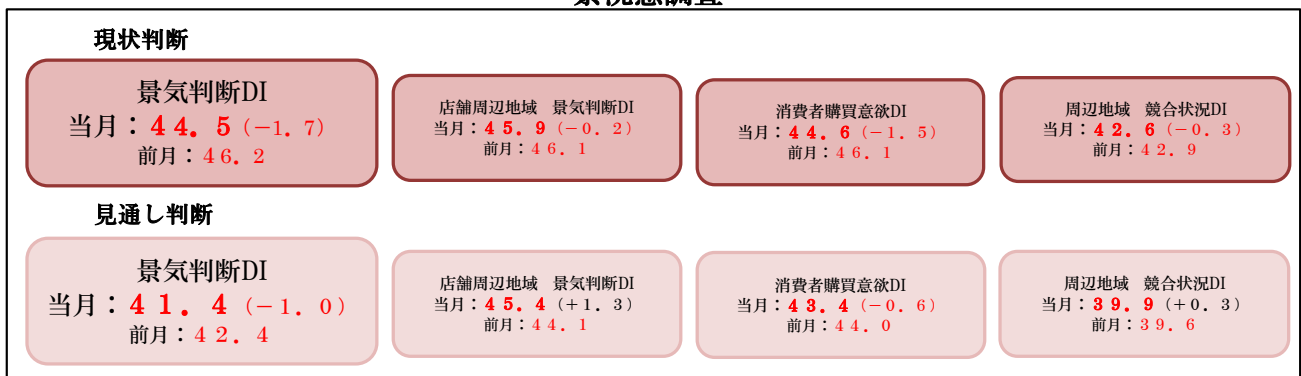 現状判断
景気判断DI
当月：４４．５（−１．７）
前月：４６．２
店舗周辺地域　景気判断DI
当月：４５．９（−０．２）
前月：４６．１
消費者購買意欲DI
当月：４４．６（−１．５）
前月：４６．１
周辺地域　競合状況DI
当月：４２．６（−０．３）
前月：４２．９
見通し判断
景気判断DI
当月：４１．４（−１．０）
前月：４２．４
店舗周辺地域　景気判断DI
当月：４５．４（+１．３）
前月：４４．１
消費者購買意欲DI
当月：４３．４（−０．６）
前月：４４．０
周辺地域　競合状況DI
当月：３９．９（+０．３）
前月：３９．６